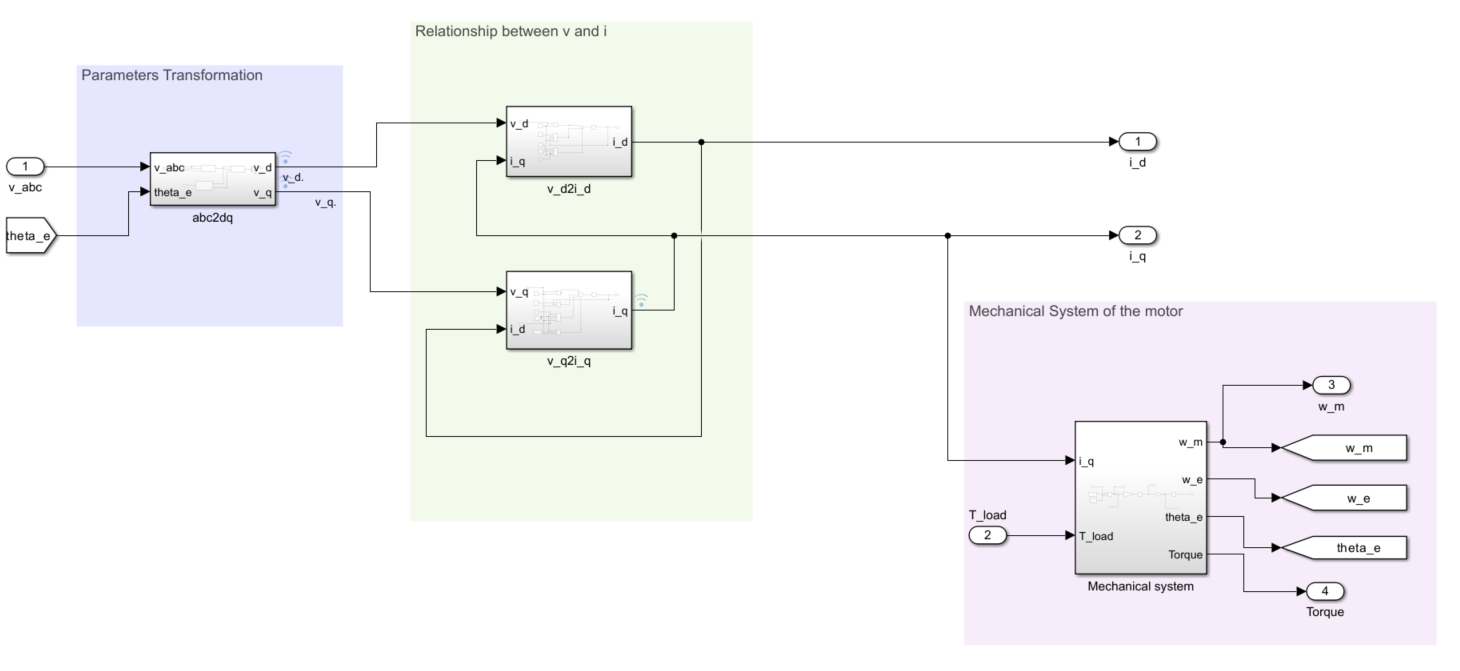 Relationship between v and i
Parameters Transformation
v_d
i_q
i_d
v_d2i_d
1
i_d
1
v_abc
v_abc
theta_e
v_d
v_q
abc2dq
v_d.
v_q.
theta_e
2
i_q
v_q
i_d
i_q
v_q2i_q
Mechanical System of the motor
3
w_m
i_q
T_load
w_m
w_e
theta_e
Torque
Mechanical system
w_m
w_e
theta_e
T_load
2
4
Torque